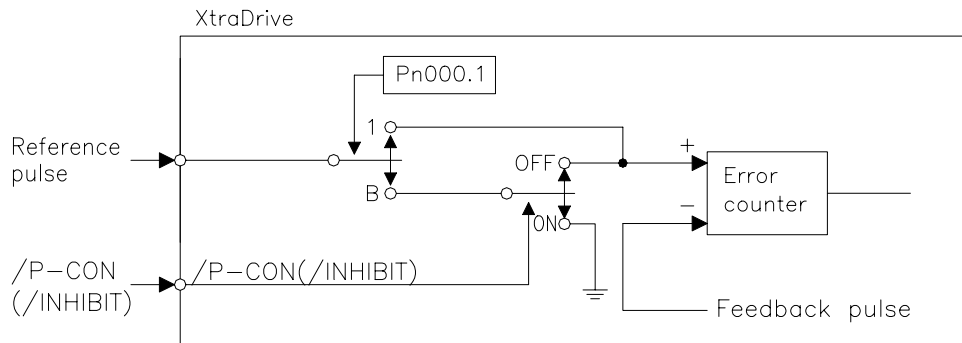 XtraDrive
Pn000.1
Reference
pulse
1
B
OFF
ON
+
-
Error
counter
/P-CON
(/INHIBIT)
/P-CON(/INHIBIT)
Feedback pulse